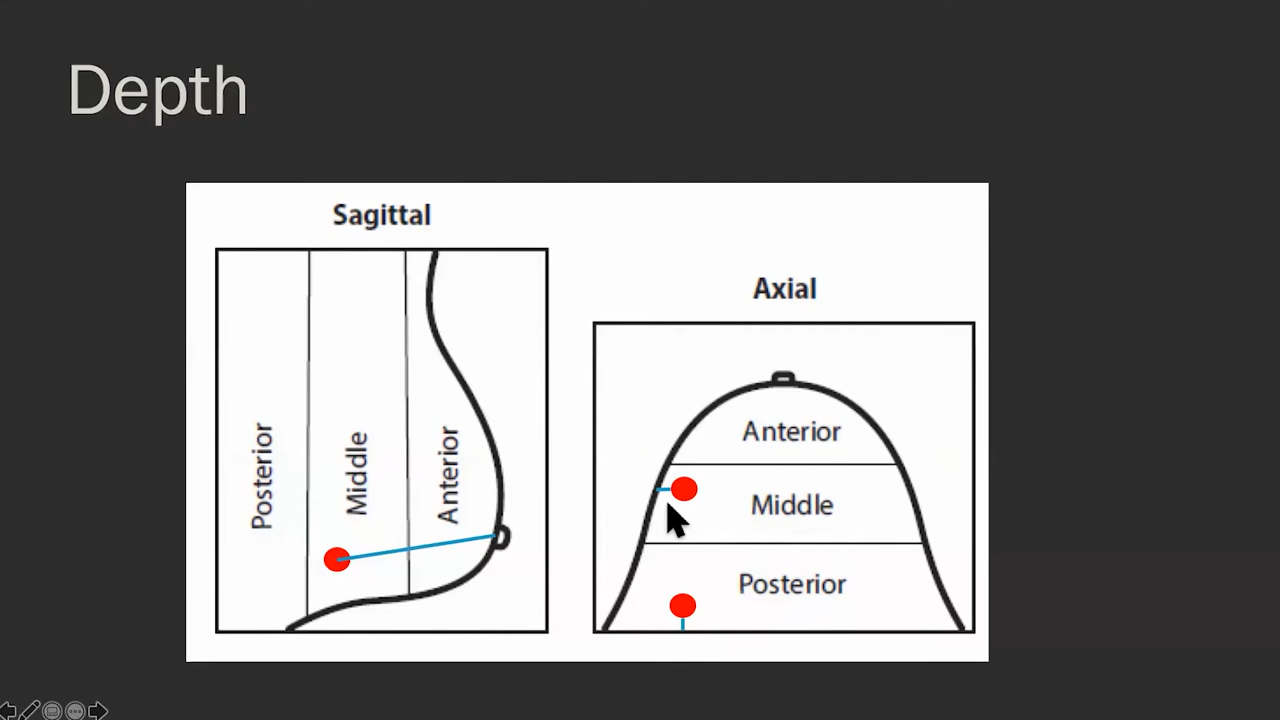 Depth
Sagittal
Posterior
Middle
Anterior
Axial
Anterior
Middle
Posterior